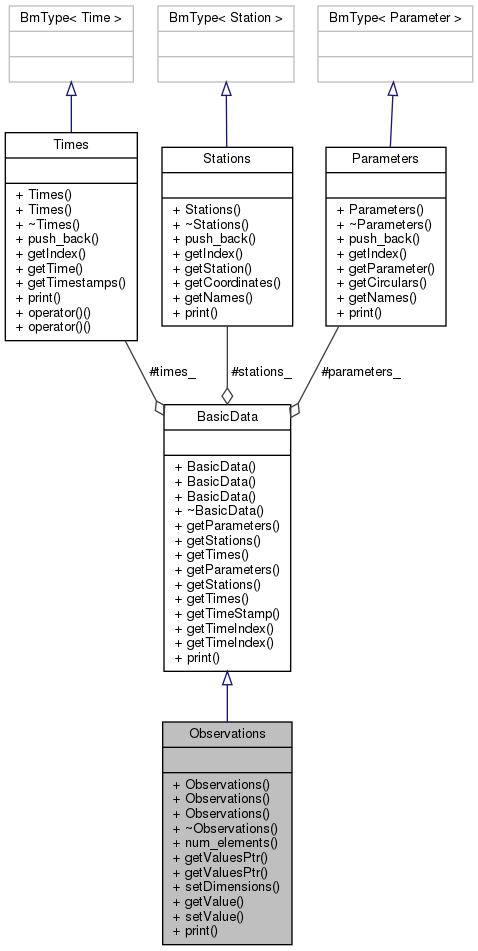 BmType< Time >
BmType< Station >
BmType< Parameter >
Times
+ Times()
+ Times()
+ ~Times()
+ push_back()
+ getIndex()
+ getTime()
+ getTimestamps()
+ print()
+ operator()()
+ operator()()
Stations
+ Stations()
+ ~Stations()
+ push_back()
+ getIndex()
+ getStation()
+ getCoordinates()
+ getNames()
+ print()
Parameters
+ Parameters()
+ ~Parameters()
+ push_back()
+ getIndex()
+ getParameter()
+ getCirculars()
+ getNames()
+ print()
#times_
#stations_
#parameters_
BasicData
+ BasicData()
+ BasicData()
+ BasicData()
+ ~BasicData()
+ getParameters()
+ getStations()
+ getTimes()
+ getParameters()
+ getStations()
+ getTimes()
+ getTimeStamp()
+ getTimeIndex()
+ getTimeIndex()
+ print()
Observations
+ Observations()
+ Observations()
+ Observations()
+ ~Observations()
+ num_elements()
+ getValuesPtr()
+ getValuesPtr()
+ setDimensions()
+ getValue()
+ setValue()
+ print()